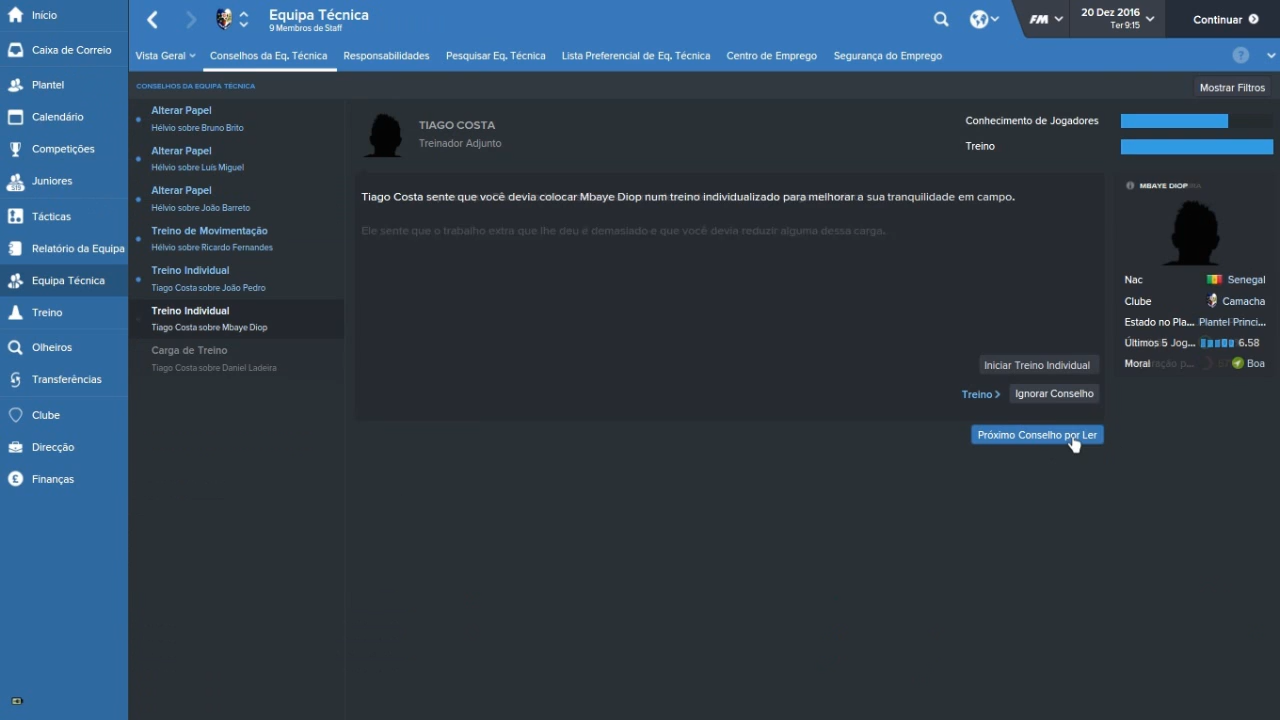 Início
Caixa de Correio
Plantel
Calendário
Competições
Juniores
Tácticas
Relatório da Equipa
Equipa Técnica
Treino
Olheiros
Transferências
Clube
Direcção
Finanças
Equipa Técnica
9 Membros de Staff
FM
20 Dez 2016
Ter 9:15
Continuar
Vista Geral
Conselhos da Eq. Técnica
Responsabilidades
Pesquisar Eq. Técnica
Lista Preferencial de Eq. Técnica
Centro de Emprego
Segurança do Emprego
?
CONSELHOS DA EQUIPA TÉCNICA
Mostrar Filtros
Alterar Papel
Hélvio sobre Bruno Brito
Alterar Papel
Hélvio sobre Luís Miguel
Alterar Papel
Hélvio sobre João Barreto
Treino de Movimentação
Hélvio sobre Ricardo Fernandes
Treino Individual
Tiago Costa sobre João Pedro
Treino Individual
Tiago Costa sobre Mbaye Diop
Carga de Treino
Tiago Costa sobre Daniel Ladeira
TIAGO COSTA
Treinador Adjunto
Conhecimento de Jogadores
Treino
Tiago Costa sente que você devia colocar Mbaye Diop num treino individualizado para melhorar a sua tranquilidade em campo.
Ele sente que o trabalho extra que lhe deu é demasiado e que você devia reduzir alguma dessa carga.
Iniciar Treino Individual
Treino
Ignorar Conselho
Próximo Conselho por Ler
MBAYE DIOP
Nac Senegal
Clube Camacha
Estado no Pla... Plantel Princi...
Últimos 5 Jog... 6.58
Moral Boa